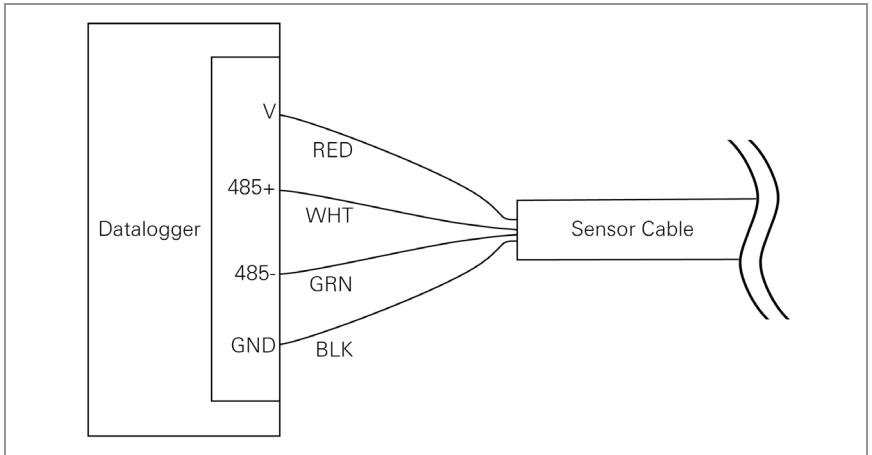 V
RED
485+
WHT
Datalogger
Sensor Cable
485-
GRN
GND
BLK